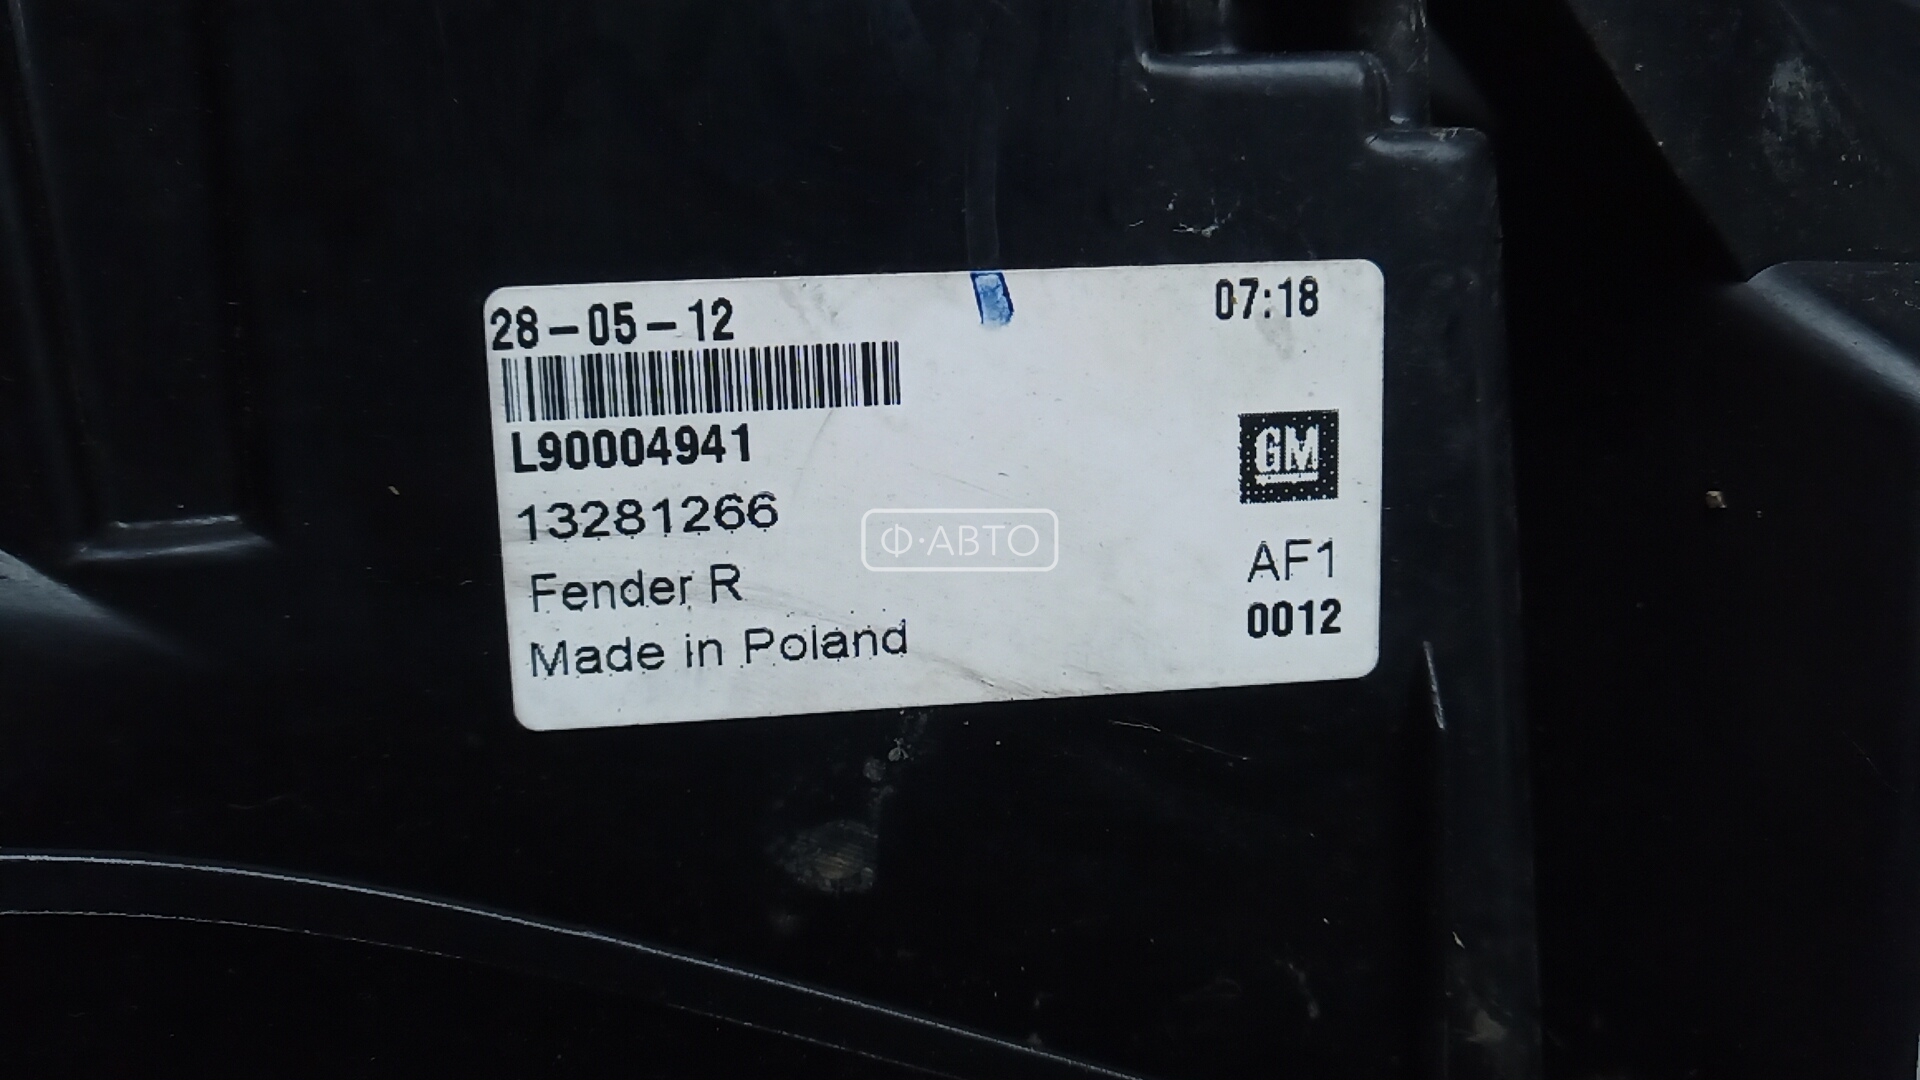 28-05-12 07:18
L90004941
GM
13281266
Ф·АВТО
AF1
Fender R
0012
Made in Poland